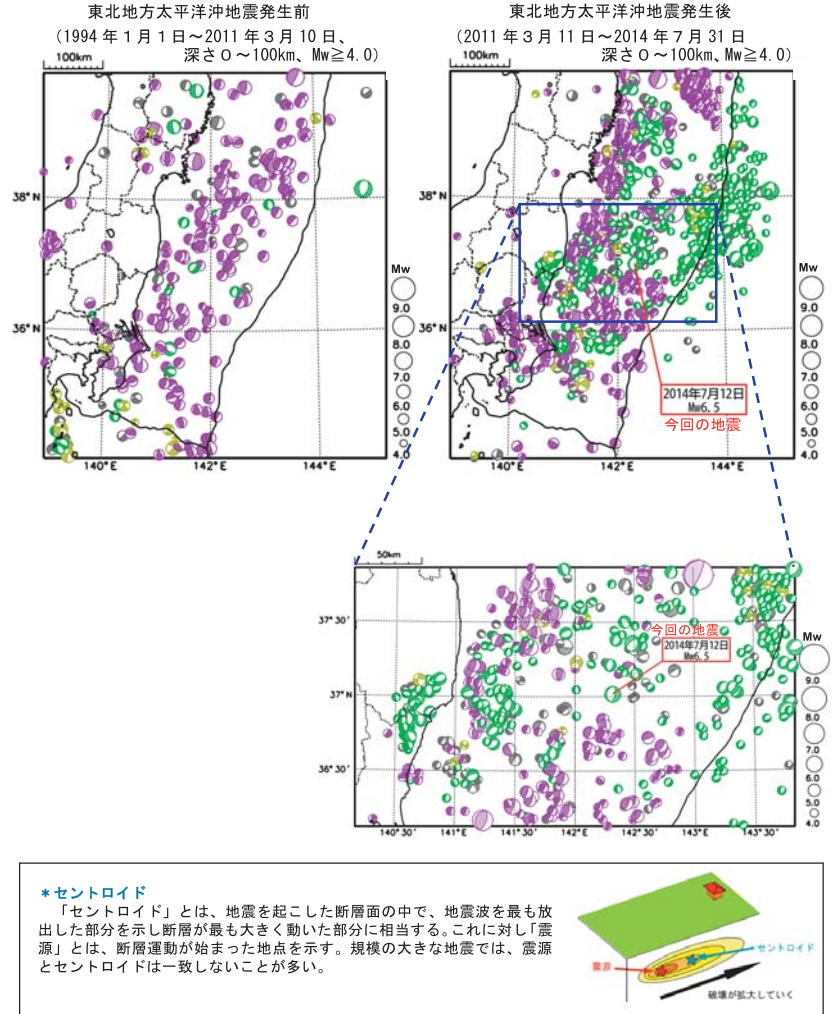 東北地方太平洋沖地震発生前
(1994年1月1日～2011年3月10日、
深さ0～100km、Mw≧4.0)
100km
38°N
36°N
140°E
142°E
144°E
Mw
9.0
8.0
7.0
6.0
5.0
4.0
東北地方太平洋沖地震発生後
(2011年3月11日～2014年7月31日
深さ0～100km、Mw≧4.0)
100km
38°N
36°N
140°E
142°E
144°E
Mw
9.0
8.0
7.0
6.0
5.0
4.0
2014年7月12日
Mw6.5
今回の地震
50km
37°30'
37°N
36°30'
140°30'
141°E
141°30'
142°E
142°30'
143°E
143°30'
今回の地震
2014年7月12日
Mw6.5
Mw
9.0
8.0
7.0
6.0
5.0
4.0
＊セントロイド
「セントロイド」とは、地震を起こした断層面の中で、地震波を最も放
出した部分を示し断層が最も大きく動いた部分に相当する。これに対し「震
源」とは、断層運動が始まった地点を示す。規模の大きな地震では、震源
とセントロイドは一致しないことが多い。
セントロイド
震源
破壊が拡大していく